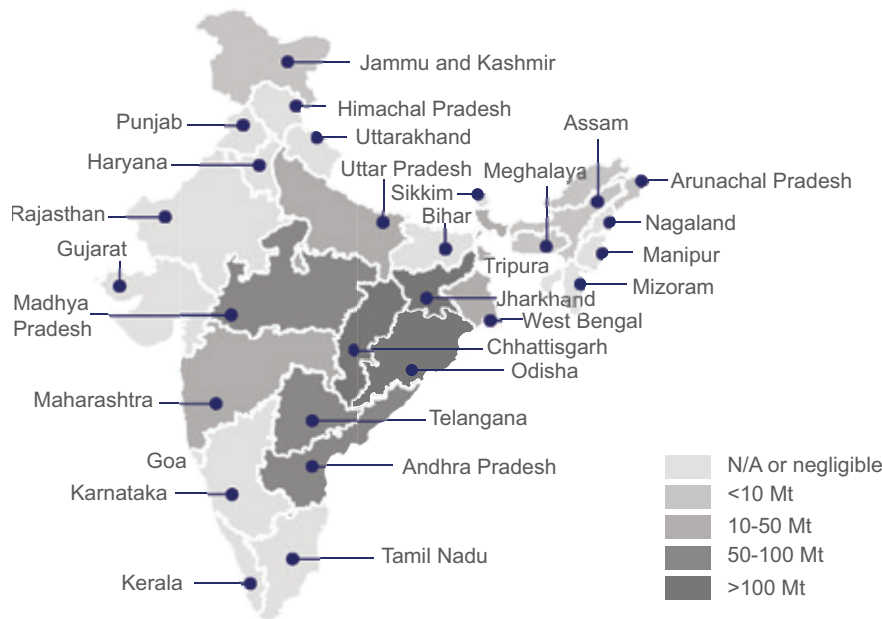 Jammu and Kashmir
Himachal Pradesh
Punjab
Assam
Uttarakhand
Haryana
Uttar Pradesh
Meghalaya
Arunachal Pradesh
Sikkim
Rajasthan
Bihar
Nagaland
Gujarat
Manipur
Tripura
Mizoram
Madhya
Pradesh
Jharkhand
West Bengal
Chhattisgarh
Odisha
Maharashtra
Telangana
Goa
Andhra Pradesh
Karnataka
Tamil Nadu
Kerala
N/A or negligible
<10 Mt
10-50 Mt
50-100 Mt
>100 Mt